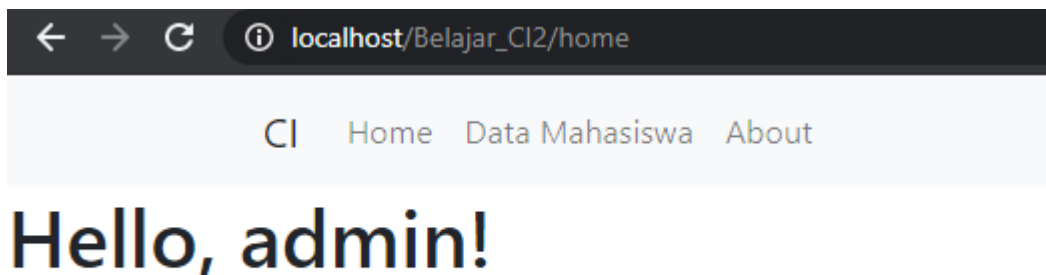 localhost/Belajar_CI2/home
CI Home Data Mahasiswa About
Hello, admin!